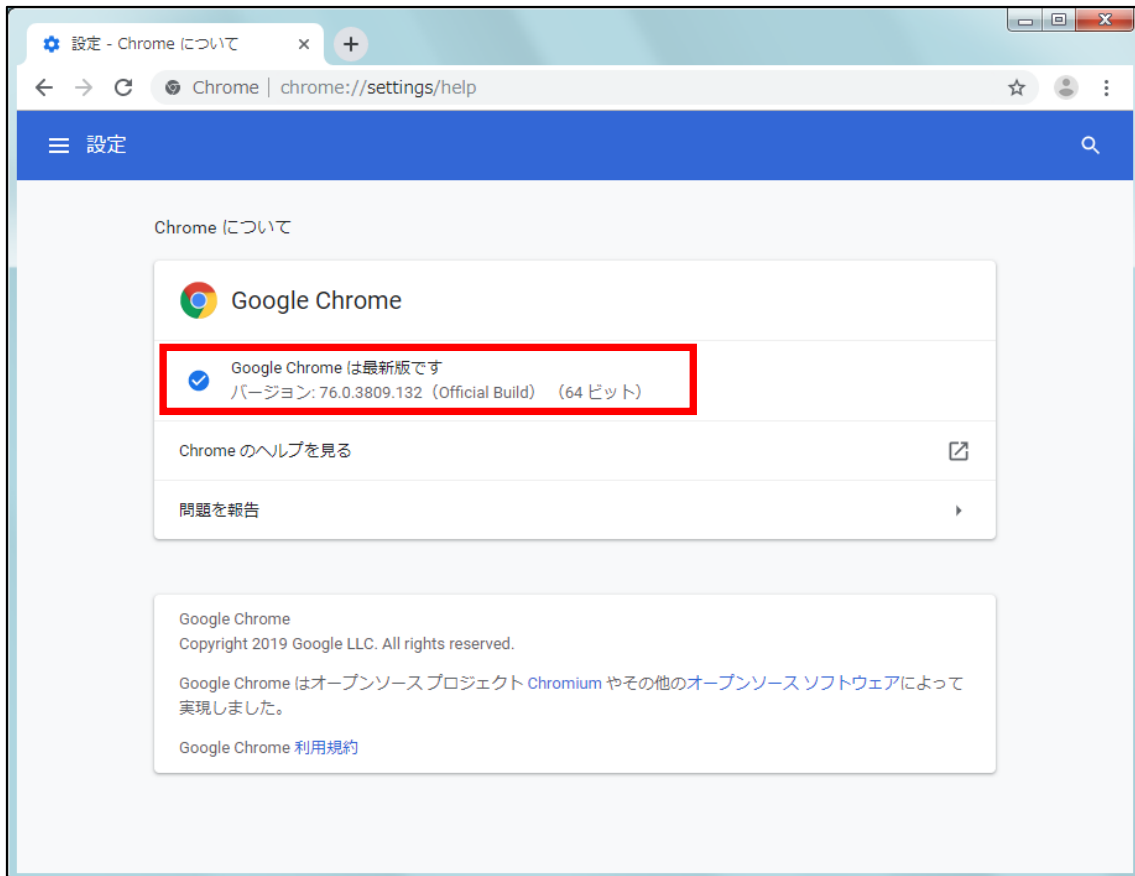 設定 - Chrome について
Chrome | chrome://settings/help
設定
Chrome について
Google Chrome
Google Chrome は最新版です
バージョン: 76.0.3809.132（Official Build）（64 ビット）
Chrome のヘルプを見る
問題を報告
Google Chrome
Copyright 2019 Google LLC. All rights reserved.
Google Chrome はオープンソース プロジェクト Chromium やその他のオープンソース ソフトウェアによって
実現しました。
Google Chrome 利用規約